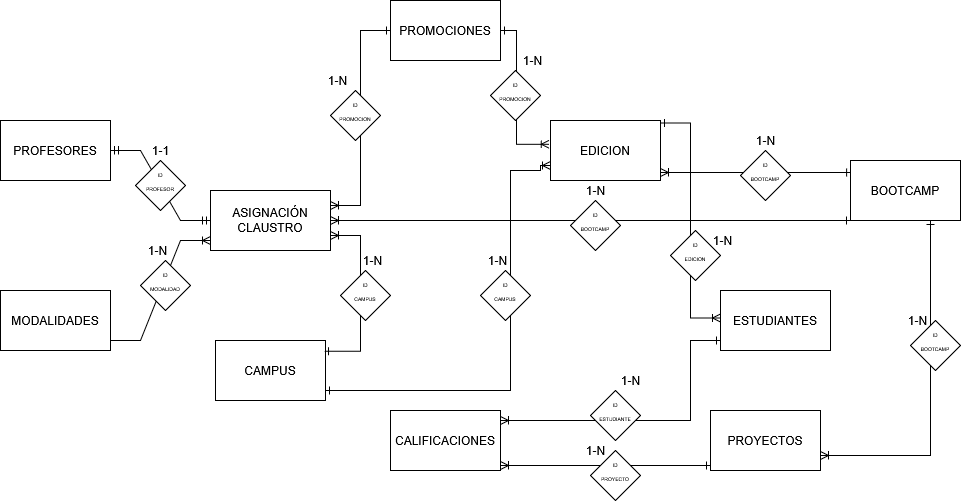 PROMOCIONES
1-N
ID
PROMOCION
1-N
ID
PROMOCION
PROFESORES
1-1
ID
PROFESOR
EDICION
1-N
ID
BOOTCAMP
BOOTCAMP
ASIGNACIÓN
CLAUSTRO
1-N
ID
BOOTCAMP
1-N
ID
MODALIDAD
1-N
ID
CAMPUS
1-N
ID
CAMPUS
1-N
ID
EDICION
MODALIDADES
ESTUDIANTES
1-N
ID
BOOTCAMP
CAMPUS
1-N
ID
ESTUDIANTE
CALIFICACIONES
1-N
ID
PROYECTO
PROYECTOS